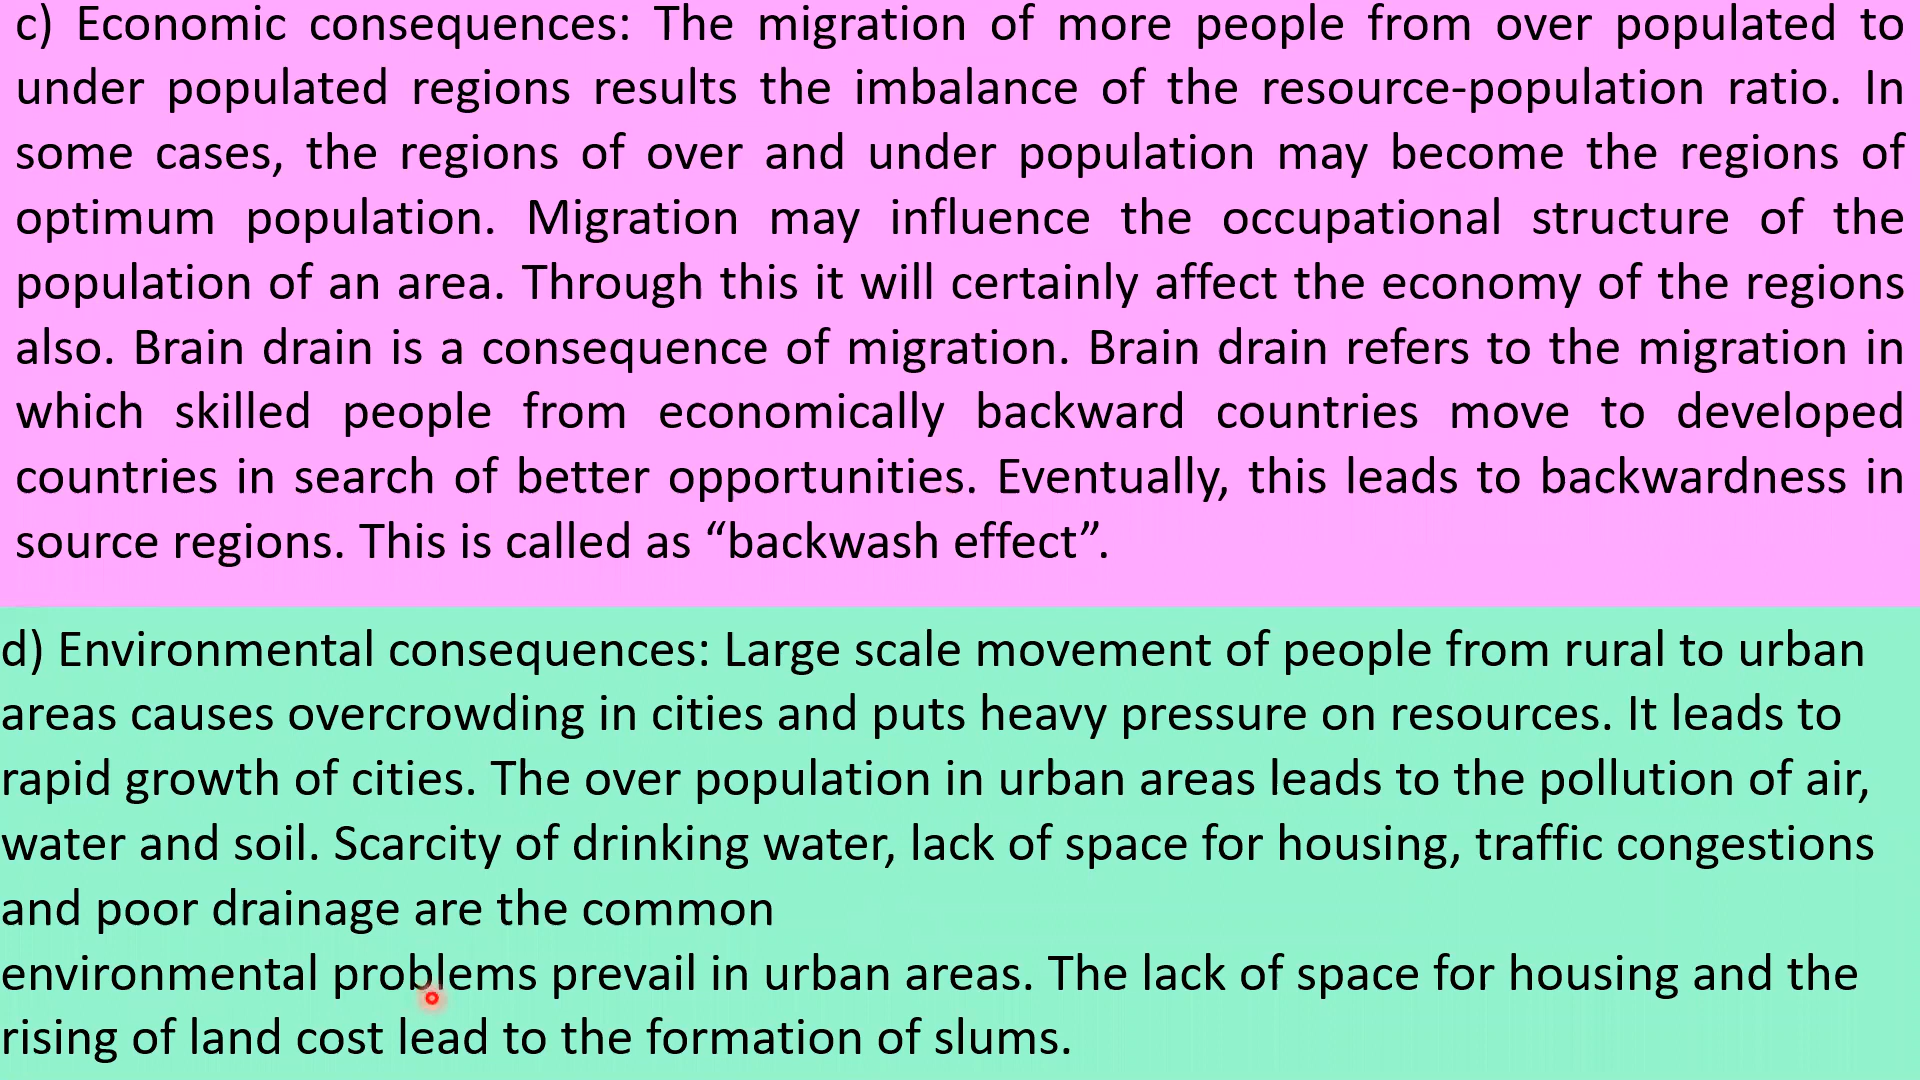 c) Economic consequences: The migration of more people from over populated to
under populated regions results the imbalance of the resource-population ratio. In
some cases, the regions of over and under population may become the regions of
optimum population. Migration may influence the occupational structure of the
population of an area. Through this it will certainly affect the economy of the regions
also. Brain drain is a consequence of migration. Brain drain refers to the migration in
which skilled people from economically backward countries move to developed
countries in search of better opportunities. Eventually, this leads to backwardness in
source regions. This is called as “backwash effect”.
d) Environmental consequences: Large scale movement of people from rural to urban
areas causes overcrowding in cities and puts heavy pressure on resources. It leads to
rapid growth of cities. The over population in urban areas leads to the pollution of air,
water and soil. Scarcity of drinking water, lack of space for housing, traffic congestions
and poor drainage are the common
environmental problems prevail in urban areas. The lack of space for housing and the
rising of land cost lead to the formation of slums.